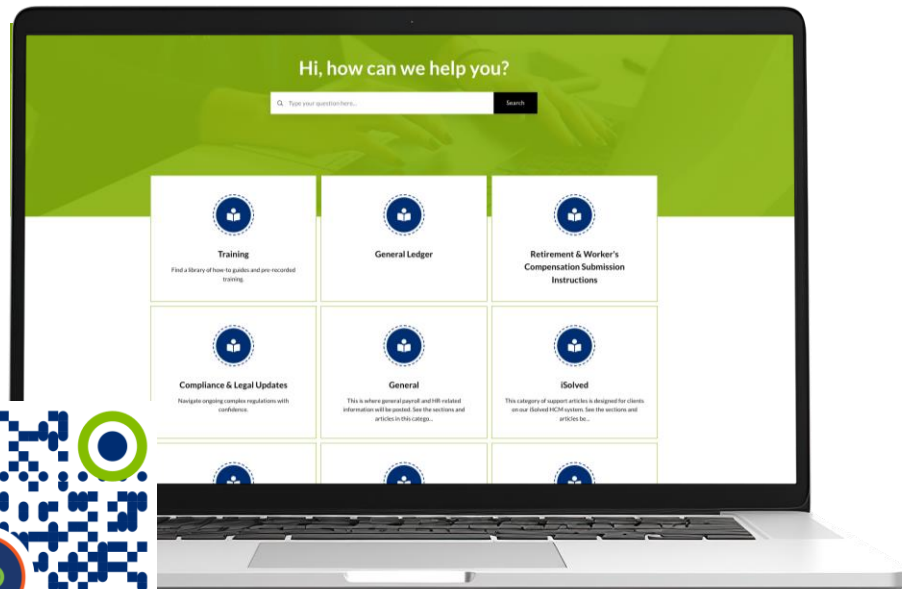 Hi, how can we help you?
Type your question here...
Search
Training
Find a library of how-to guides and pre-recorded
training.
General Ledger
Retirement & Worker's
Compensation Submission
Instructions
Compliance & Legal Updates
Navigate ongoing complex regulations with
confidence.
General
This is where general payroll and HR-related
information will be posted. See the sections and
articles in this catego...
iSolved
This category of support articles is designed for clients
on our iSolved HCM system. See the sections and
articles be...